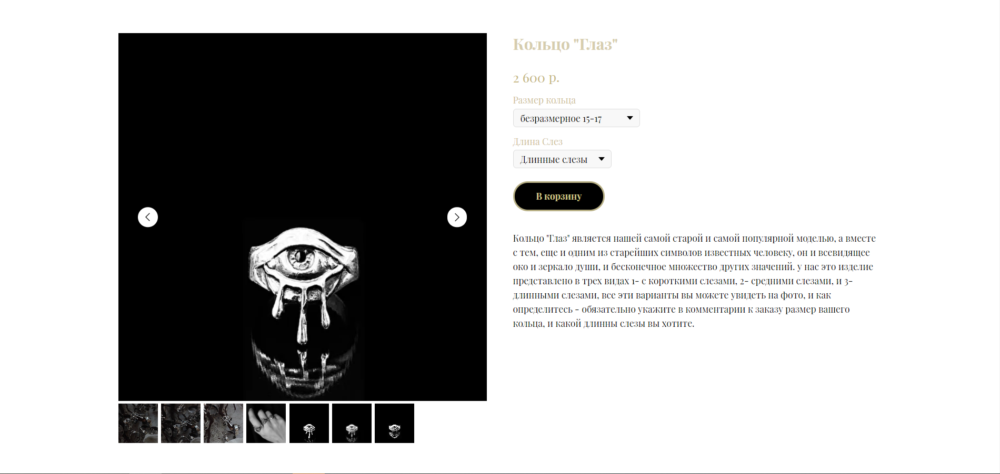 Кольцо "Глаз"
2 600 р.
Размер кольца
безразмерное 15-17
Длина Слез
Длинные слезы
В корзину
Кольцо "Глаз" является нашей самой старой и самой популярной моделью, а вместе
с тем, еще и одним из старейших символов известных человеку, он и всевидящее
око и зеркало души, и бесконечное множество других значений. у нас это изделие
представлено в трех видах 1- с короткими слезами, 2- средними слезами, и 3-
длинными слезами, все эти варианты вы можете увидеть на фото, и как
определитесь - обязательно укажите в комментарии к заказу размер вашего
кольца, и какой длинны слезы вы хотите.